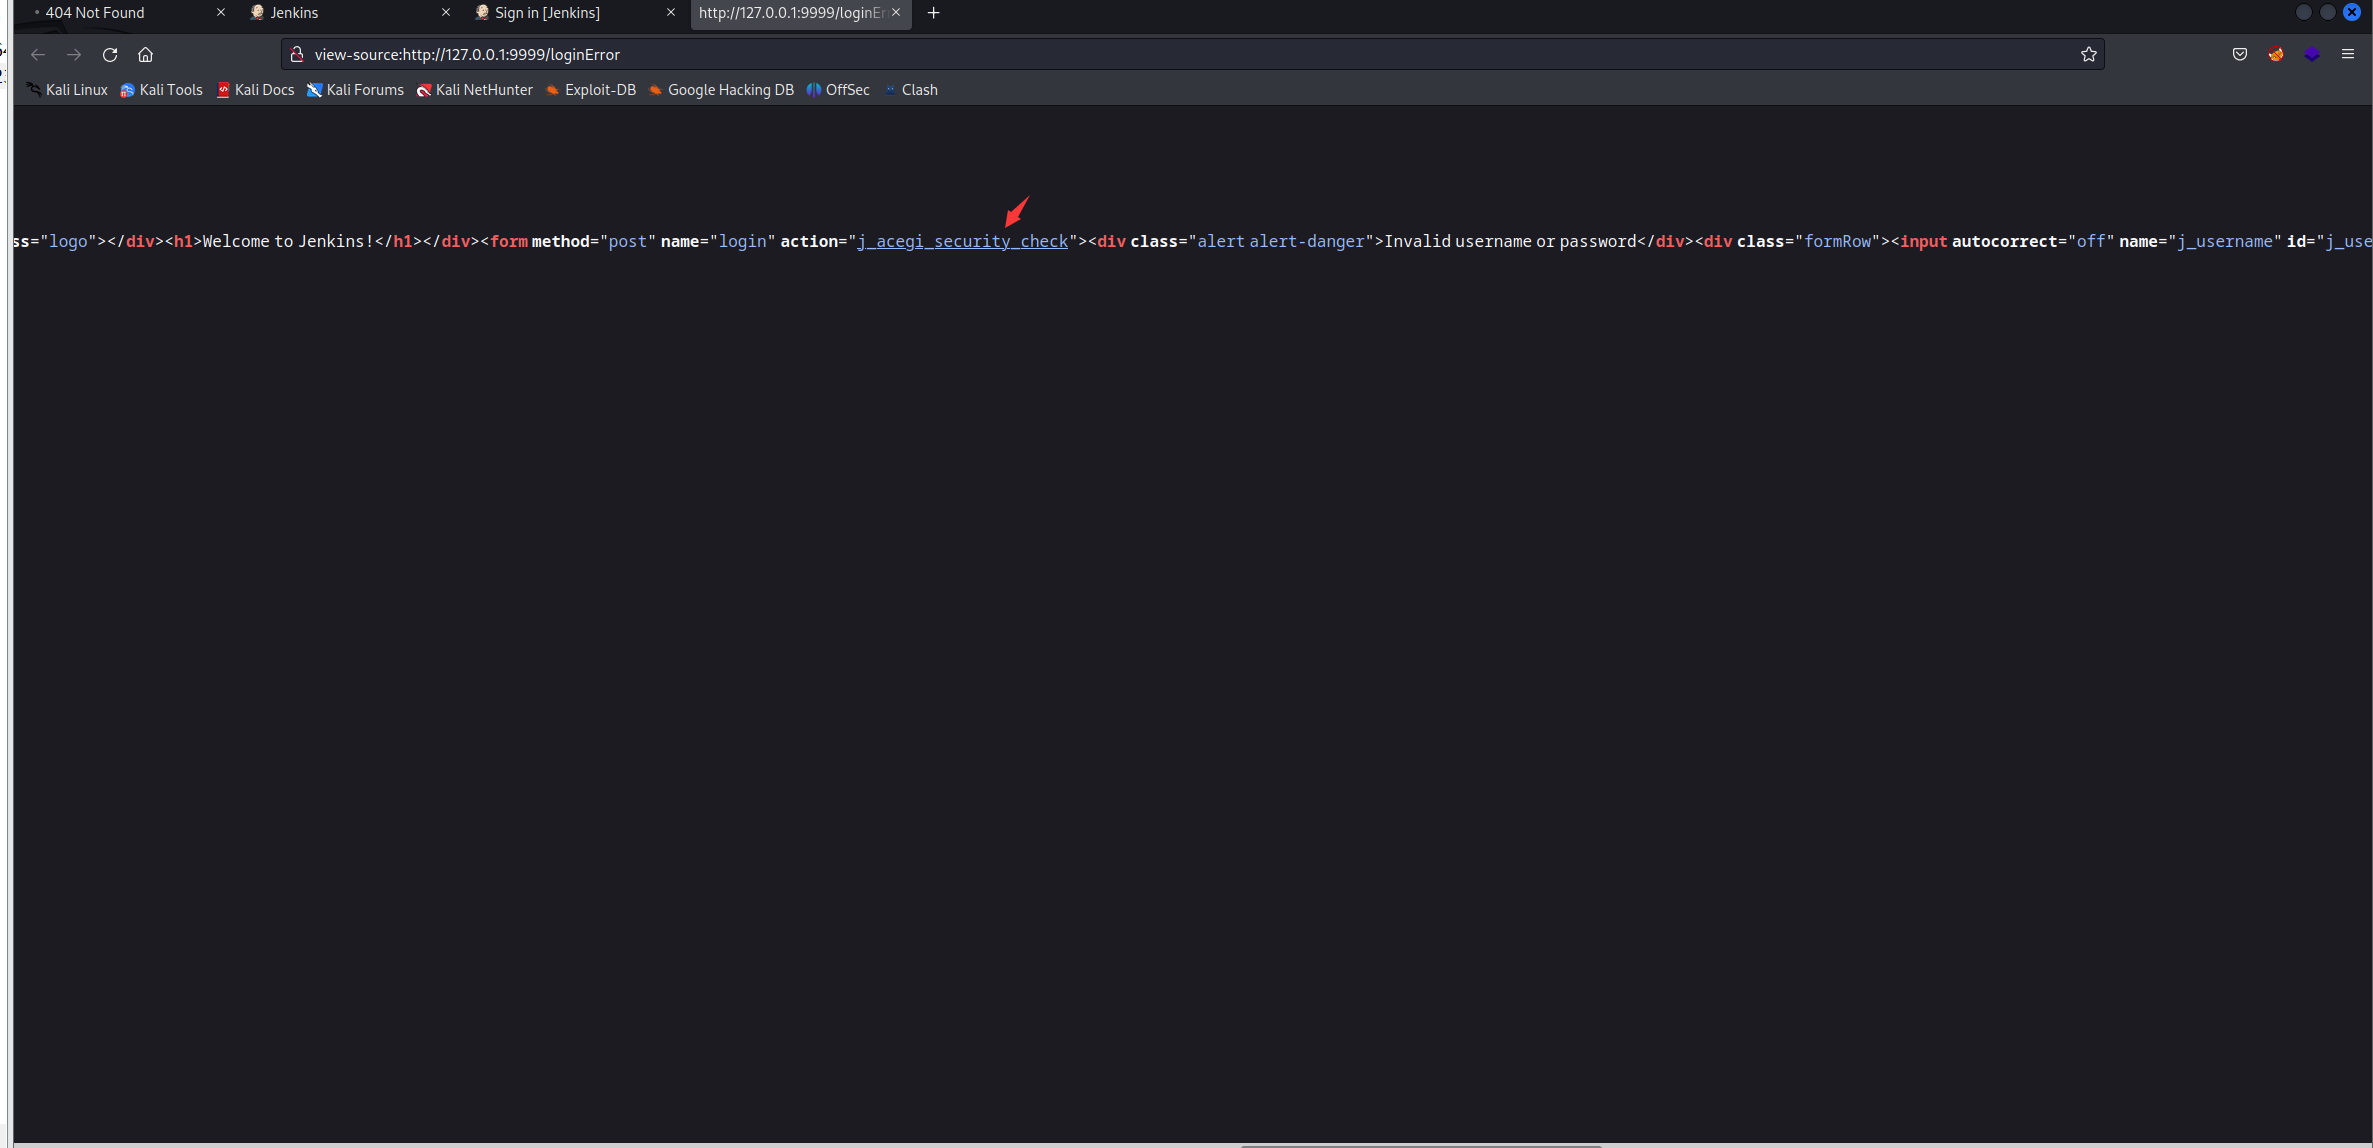 404 Not Found Jenkins Sign in [Jenkins] http://127.0.0.1:9999/loginEr
view-source:http://127.0.0.1:9999/loginError
Kali Linux Kali Tools Kali Docs Kali Forums Kali NetHunter Exploit-DB Google Hacking DB OffSec Clash
ss="logo"></div><h1>Welcome to Jenkins!</h1></div><form method="post" name="login" action="j_acegi_security_check"><div class="alert alert-danger">Invalid username or password</div><div class="formRow"><input autocorrect="off" name="j_username" id="j_use